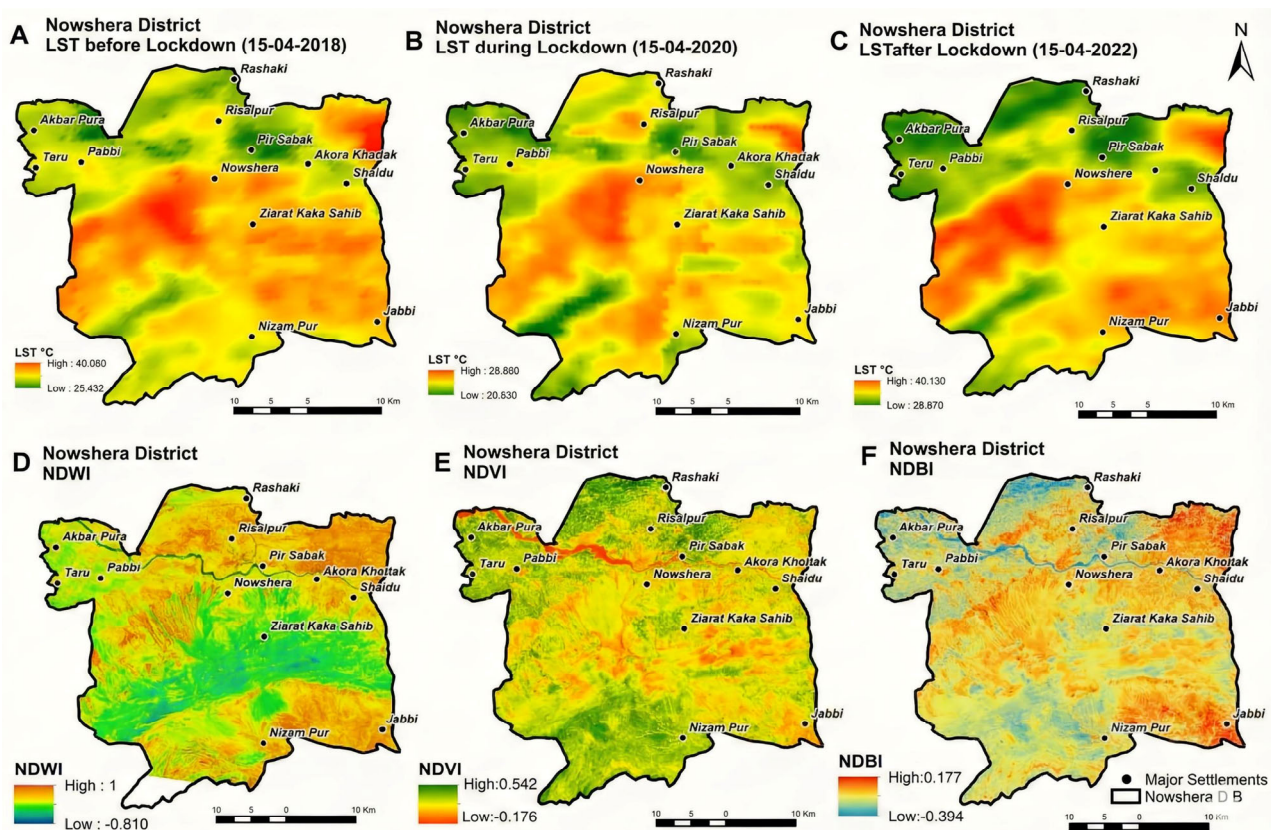 A
Nowshera District
LST before Lockdown (15-04-2018)
Rashaki
Akbar Pura
Risalpur
Pir Sabak
Teru
Pabbi
Akora Khadak
Nowshera
Shaidu
Ziarat Kaka Sahib
Jabbi
Nizam Pur
LST °C
High : 40.080
Low : 25.432
10 5 0 10 Km
B
Nowshera District
LST during Lockdown (15-04-2020)
Rashaki
Akbar Pura
Risalpur
Pir Sabak
Teru
Pabbi
Akora Khadak
Nowshera
Shaidu
Ziarat Kaka Sahib
Jabbi
Nizam Pur
LST °C
High : 28.880
Low : 20.630
10 5 0 10 Km
C
Nowshera District
LSTafter Lockdown (15-04-2022)
N
Rashaki
Akbar Pura
Risalpur
Pir Sabak
Teru
Pabbi
Nowshere
Shaldu
Ziarat Kaka Sahib
Jabbi
Nizam Pur
LST °C
High : 40.130
Low : 28.870
10 5 5 10 Km
D
Nowshera District
NDWI
Rashaki
Akbar Pura
Risalpur
Pir Sabak
Taru
Pabbi
Akora Khottak
Nowshera
Shaidu
Ziarat Kaka Sahib
Jabbi
Nizam Pur
NDWI
High : 1
Low : -0.810
10 5 0 10 Km
E
Nowshera District
NDVI
Rashaki
Akbar Pura
Risalpur
Pir Sabak
Taru
Pabbi
Akora Khottak
Nowshera
Shaidu
Ziarat Kaka Sahib
Jabbi
Nizam Pur
NDVI
High:0.542
Low:-0.176
10 5 0 10 Km
F
Nowshera District
NDBI
Rashaki
Akbar Pura
Risalpur
Pir Sabak
Taru
Pabbi
Akora Khottak
Nowshera
Shaidu
Ziarat Kaka Sahib
Jabbi
Nizam Pur
NDBI
High:0.177
Low:-0.394
Major Settlements
Nowshera D B
10 5 0 10 Km